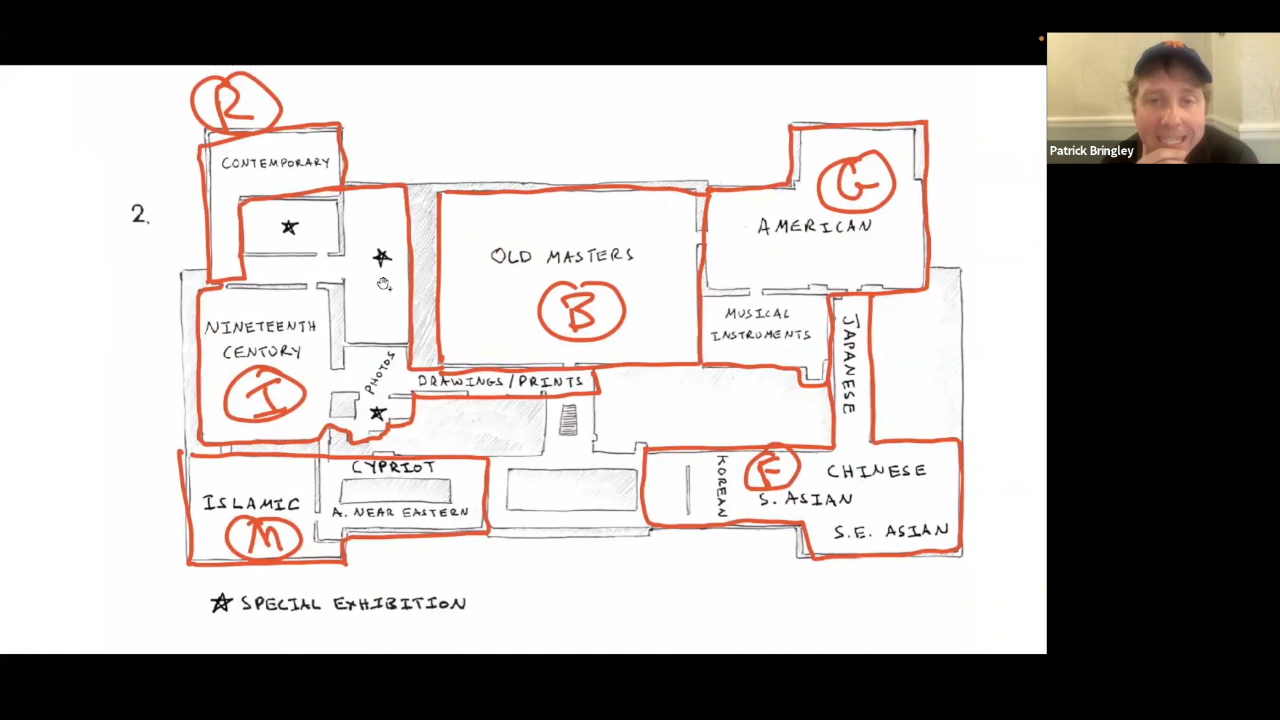 R
CONTEMPORARY
Patrick Bringley
2.
G
AMERICAN
OLD MASTERS
B
NINETEENTH
CENTURY
I
MUSICAL
INSTRUMENTS
JAPANESE
PHOTOS
DRAWINGS/PRINTS
CYPRIOT
ISLAMIC
A. NEAR EASTERN
M
KOREAN
F
CHINESE
S. ASIAN
S.E. ASIAN
SPECIAL EXHIBITION